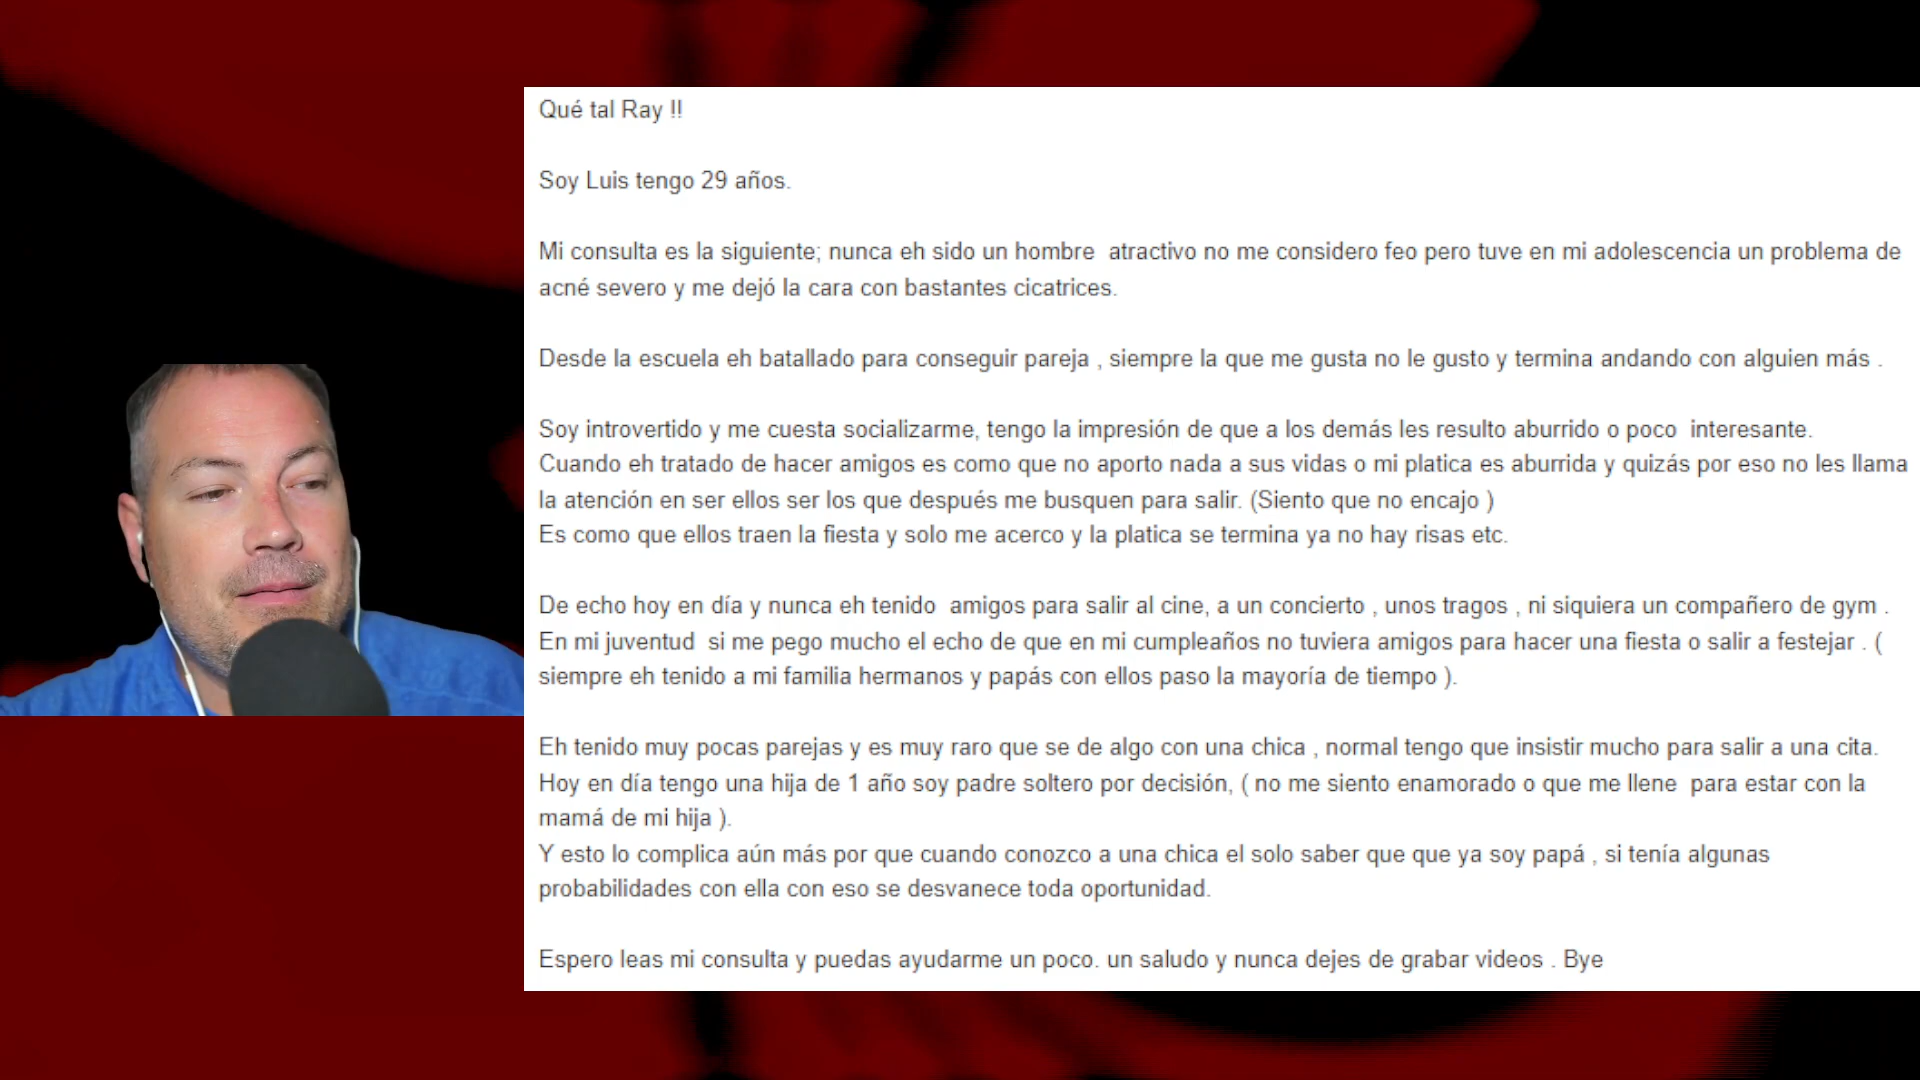 Qué tal Ray !!
Soy Luis tengo 29 años.
Mi consulta es la siguiente; nunca eh sido un hombre  atractivo no me considero feo pero tuve en mi adolescencia un problema de
acné severo y me dejó la cara con bastantes cicatrices.
Desde la escuela eh batallado para conseguir pareja , siempre la que me gusta no le gusto y termina andando con alguien más .
Soy introvertido y me cuesta socializarme, tengo la impresión de que a los demás les resulto aburrido o poco  interesante.
Cuando eh tratado de hacer amigos es como que no aporto nada a sus vidas o mi platica es aburrida y quizás por eso no les llama
la atención en ser ellos ser los que después me busquen para salir. (Siento que no encajo )
Es como que ellos traen la fiesta y solo me acerco y la platica se termina ya no hay risas etc.
De echo hoy en día y nunca eh tenido  amigos para salir al cine, a un concierto , unos tragos , ni siquiera un compañero de gym .
En mi juventud  si me pego mucho el echo de que en mi cumpleaños no tuviera amigos para hacer una fiesta o salir a festejar . (
siempre eh tenido a mi familia hermanos y papás con ellos paso la mayoría de tiempo ).
Eh tenido muy pocas parejas y es muy raro que se de algo con una chica , normal tengo que insistir mucho para salir a una cita.
Hoy en día tengo una hija de 1 año soy padre soltero por decisión, ( no me siento enamorado o que me llene  para estar con la
mamá de mi hija ).
Y esto lo complica aún más por que cuando conozco a una chica el solo saber que que ya soy papá , si tenía algunas
probabilidades con ella con eso se desvanece toda oportunidad.
Espero leas mi consulta y puedas ayudarme un poco. un saludo y nunca dejes de grabar videos . Bye